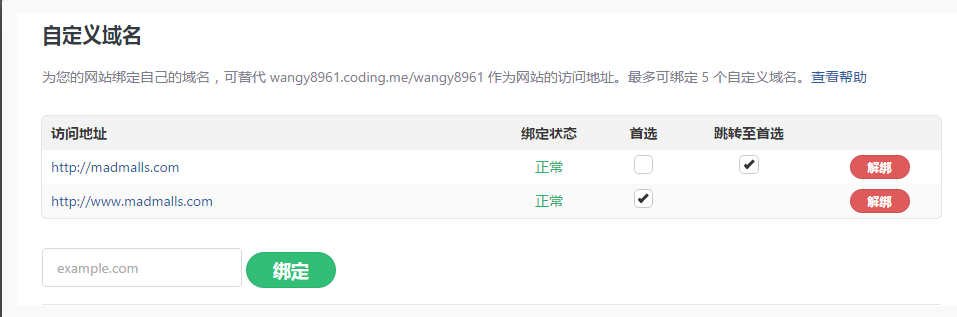 自定义域名
为您的网站绑定自己的域名，可替代 wangy8961.coding.me/wangy8961 作为网站的访问地址。最多可绑定 5 个自定义域名。查看帮助
访问地址 绑定状态 首选 跳转至首选
http://madmalls.com 正常 解绑
http://www.madmalls.com 正常 解绑
example.com 绑定